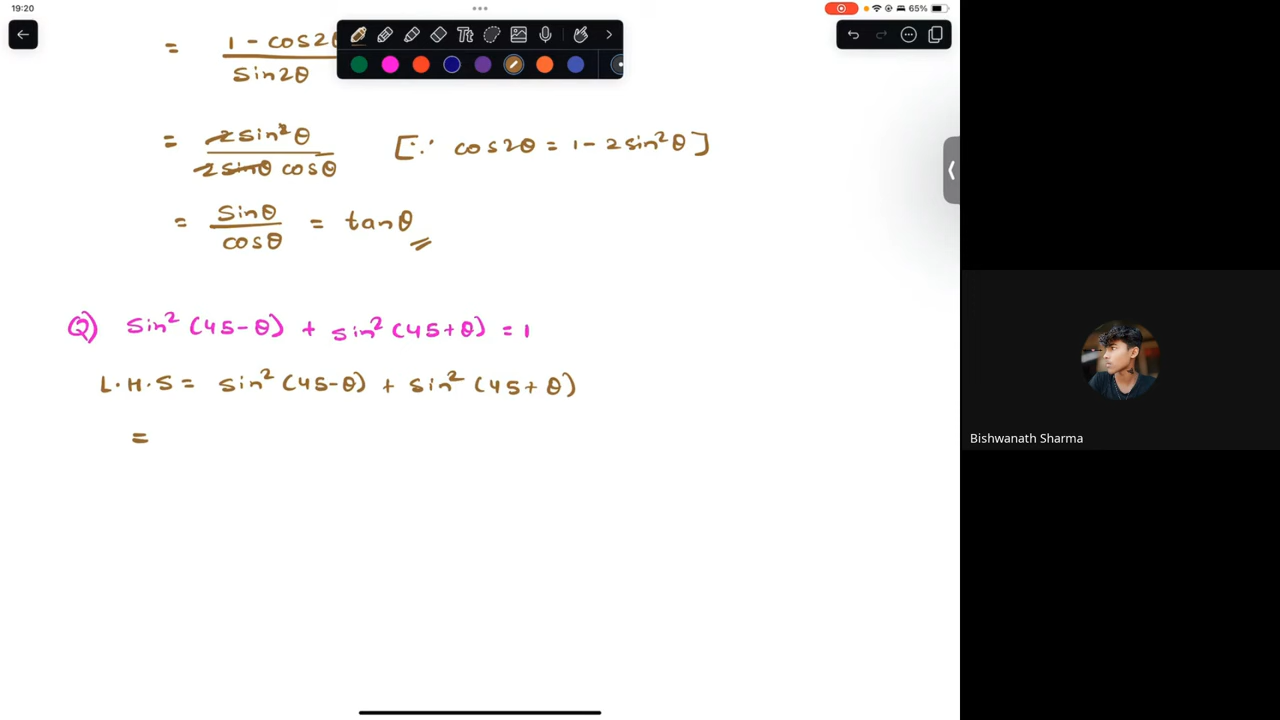 19:20
65%
= 1 - cos2θ / sin2θ
Tt
= 2sin²θ / 2sinθ cosθ [∵ cos2θ = 1 - 2sin²θ]
= sinθ / cosθ = tanθ
Q) sin² (45-θ) + sin² (45+θ) = 1
L.H.S = sin² (45-θ) + sin² (45+θ)
=
Bishwanath Sharma